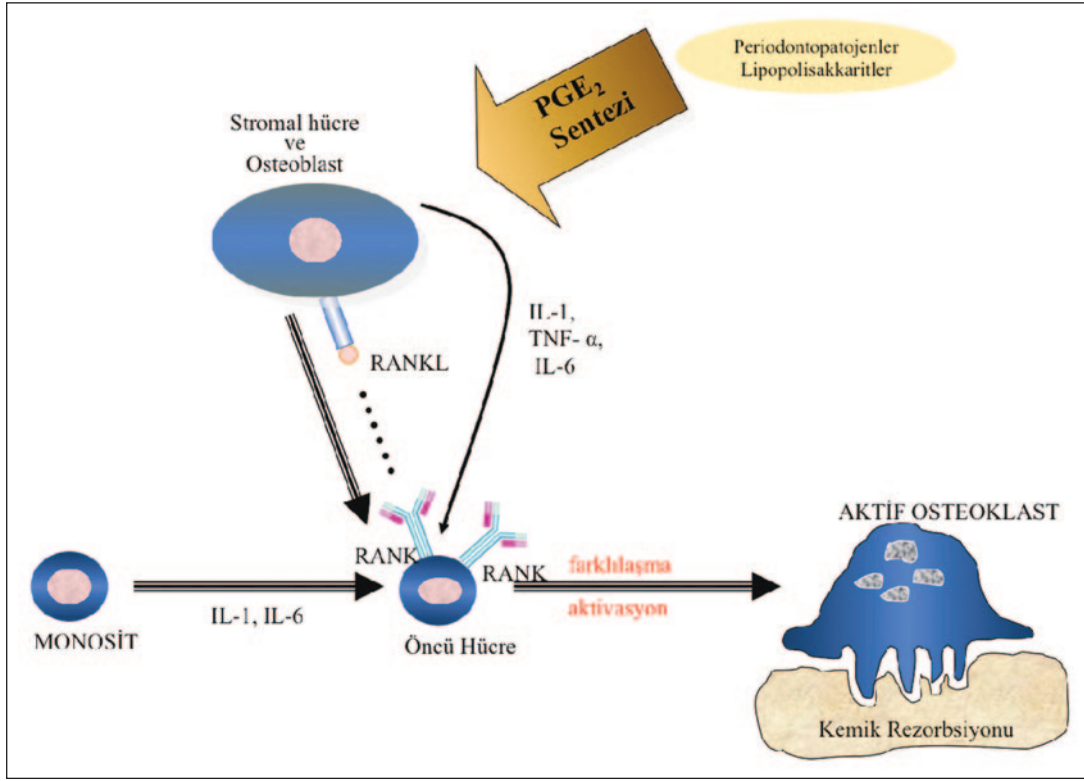 Periodontopatojenler
Lipopolisakkaritler
PGE₂
Sentezi
Stromal hücre
ve
Osteoblast
IL-1,
TNF- α,
IL-6
RANKL
RANK
RANK
AKTİF OSTEOKLAST
farklılaşma
aktivasyon
IL-1, IL-6
MONOSİT
Öncü Hücre
Kemik Rezorbsiyonu